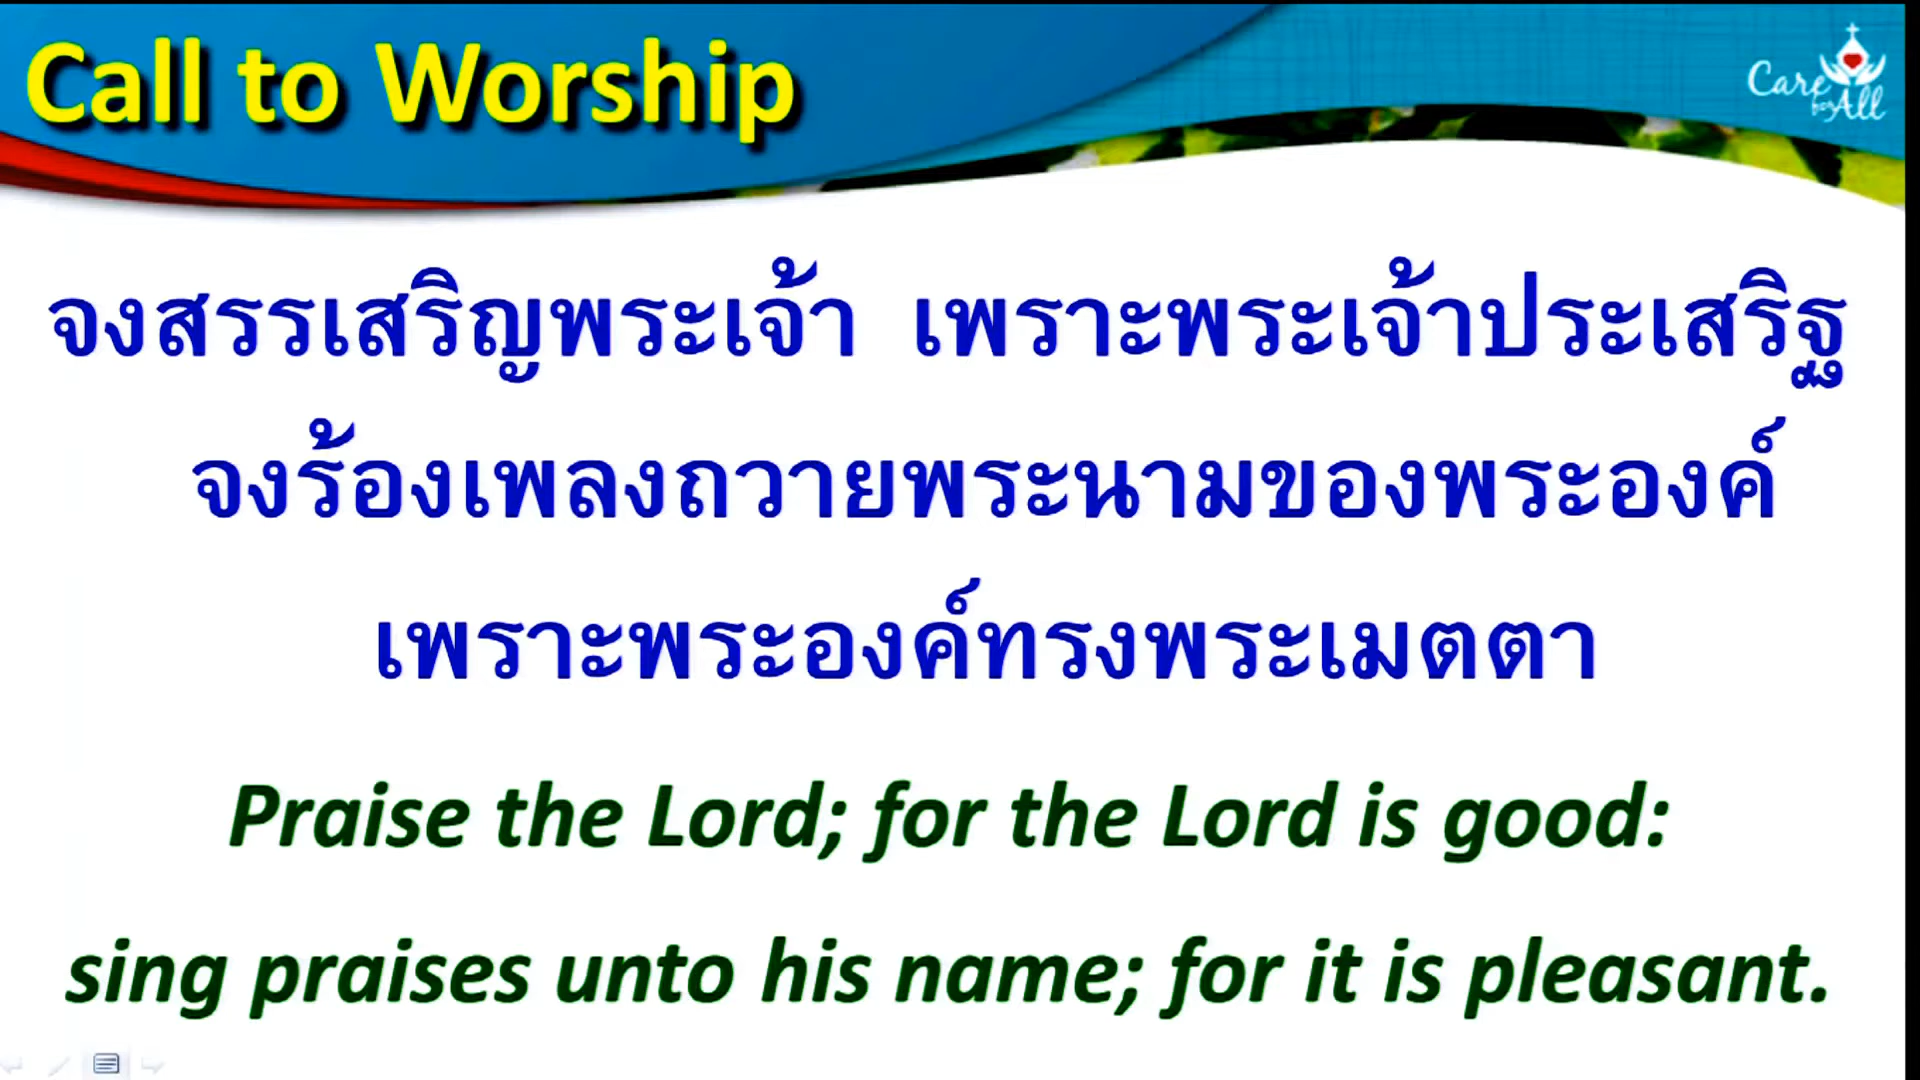 Call to Worship
Care
for All
จงสรรเสริญพระเจ้า เพราะพระเจ้าประเสริฐ
จงร้องเพลงถวายพระนามของพระองค์
เพราะพระองค์ทรงพระเมตตา
Praise the Lord; for the Lord is good:
sing praises unto his name; for it is pleasant.